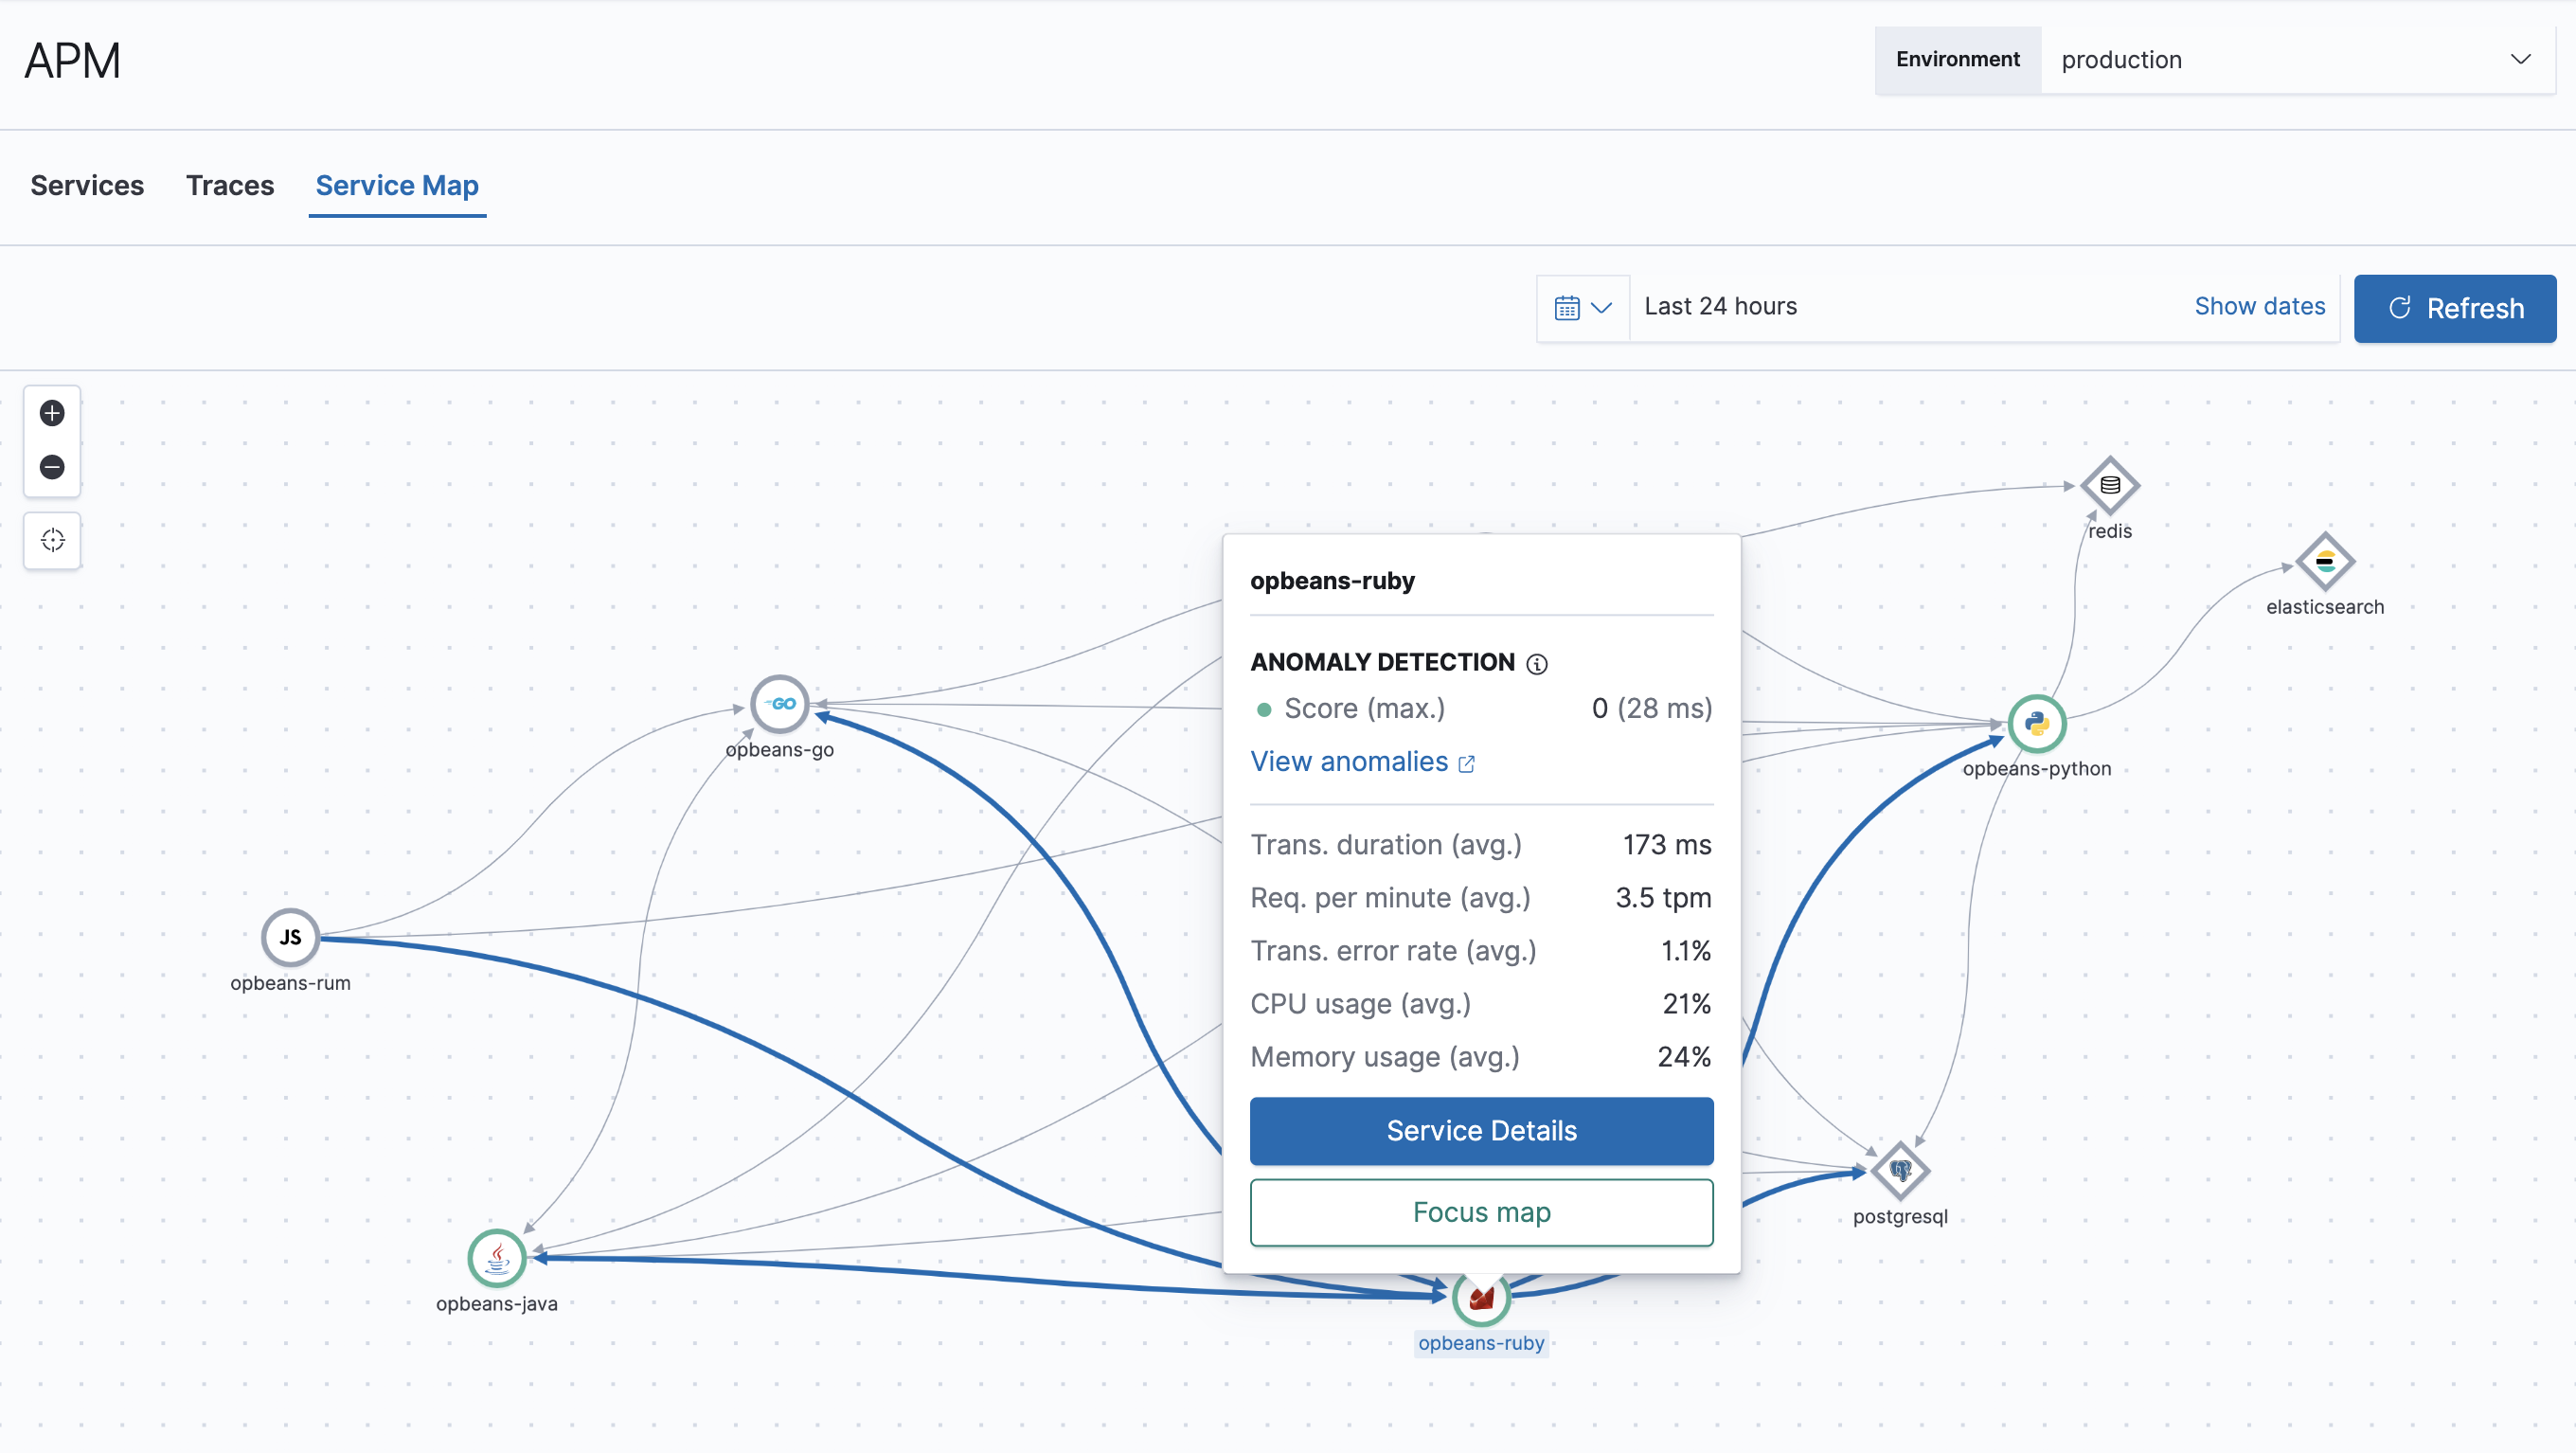 APM
Environment production
Services Traces Service Map
Last 24 hours Show dates Refresh
redis
elasticsearch
opbeans-ruby
ANOMALY DETECTION
Score (max.) 0 (28 ms)
View anomalies
Trans. duration (avg.) 173 ms
Req. per minute (avg.) 3.5 tpm
Trans. error rate (avg.) 1.1%
CPU usage (avg.) 21%
Memory usage (avg.) 24%
Service Details
Focus map
GO
opbeans-go
opbeans-python
JS
opbeans-rum
postgresql
opbeans-java
opbeans-ruby